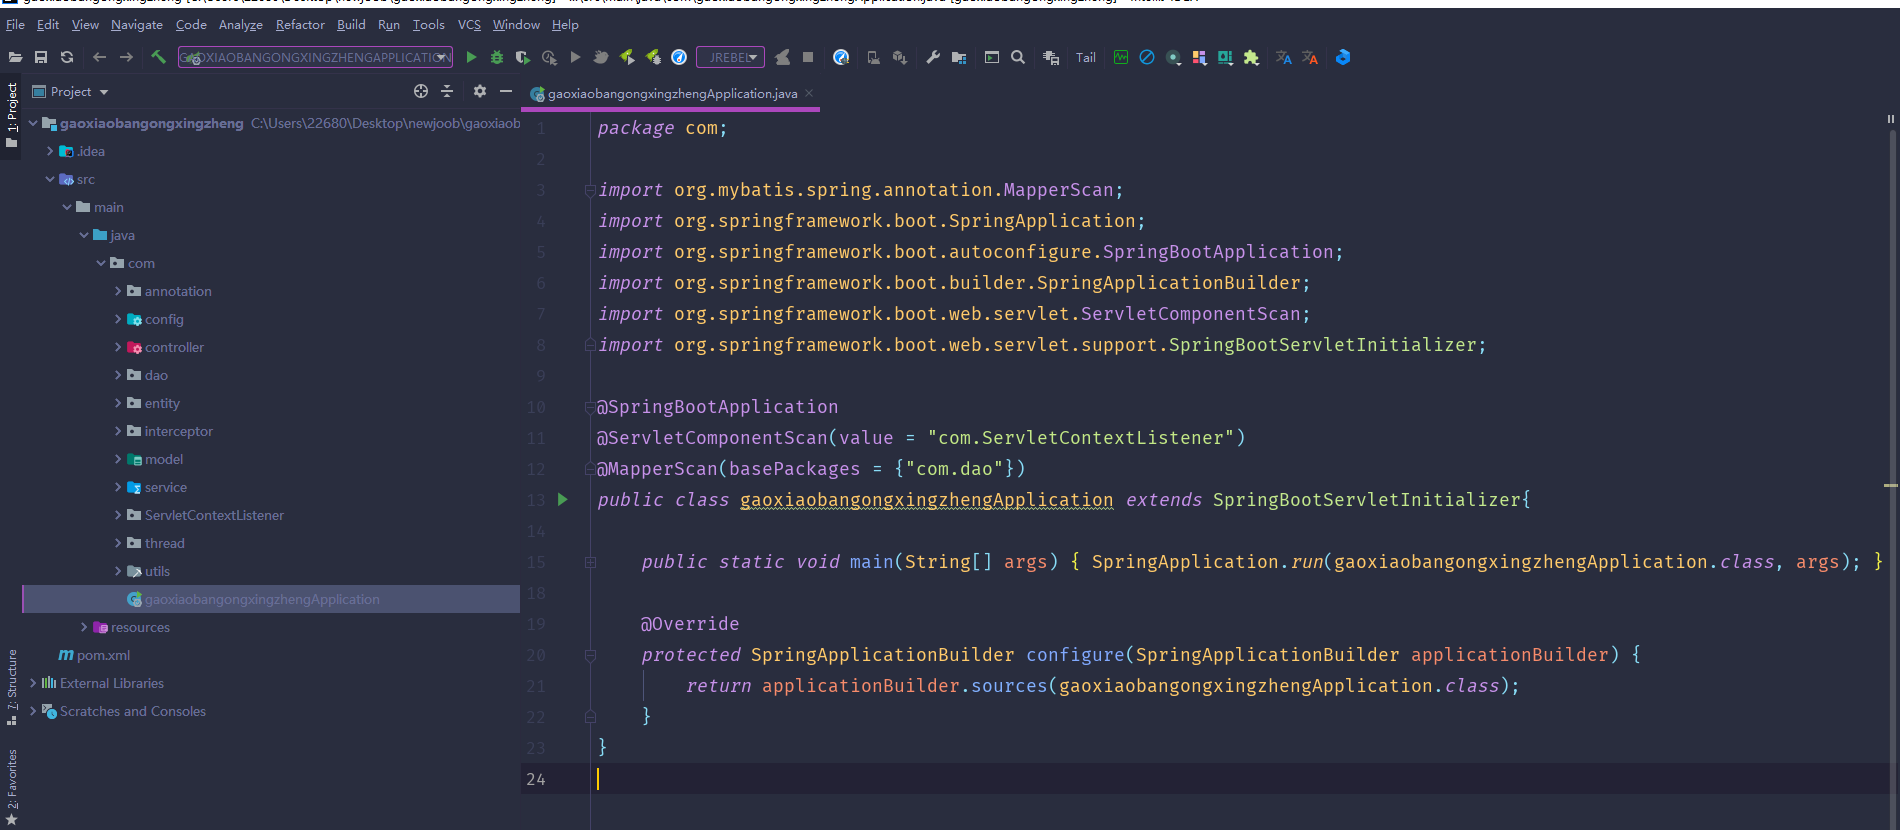 File Edit View Navigate Code Analyze Refactor Build Run Tools VCS Window Help
GAOXIAOBANGONGXINGZHENGAPPLICATION JREBEL Tail
1: Project
Project
gaoxiaobangongxingzheng C:\Users\22680\Desktop\newjoob\gaoxiaob
.idea
src
main
java
com
annotation
config
controller
dao
entity
interceptor
model
service
ServletContextListener
thread
utils
gaoxiaobangongxingzhengApplication
resources
pom.xml
External Libraries
Scratches and Consoles
7: Structure
2: Favorites
gaoxiaobangongxingzhengApplication.java
1 package com;
2
3 import org.mybatis.spring.annotation.MapperScan;
4 import org.springframework.boot.SpringApplication;
5 import org.springframework.boot.autoconfigure.SpringBootApplication;
6 import org.springframework.boot.builder.SpringApplicationBuilder;
7 import org.springframework.boot.web.servlet.ServletComponentScan;
8 import org.springframework.boot.web.servlet.support.SpringBootServletInitializer;
9
10 @SpringBootApplication
11 @ServletComponentScan(value = "com.ServletContextListener")
12 @MapperScan(basePackages = {"com.dao"})
13 public class gaoxiaobangongxingzhengApplication extends SpringBootServletInitializer{
14
15 public static void main(String[] args) { SpringApplication.run(gaoxiaobangongxingzhengApplication.class, args); }
18
19 @Override
20 protected SpringApplicationBuilder configure(SpringApplicationBuilder applicationBuilder) {
21 return applicationBuilder.sources(gaoxiaobangongxingzhengApplication.class);
22 }
23 }
24